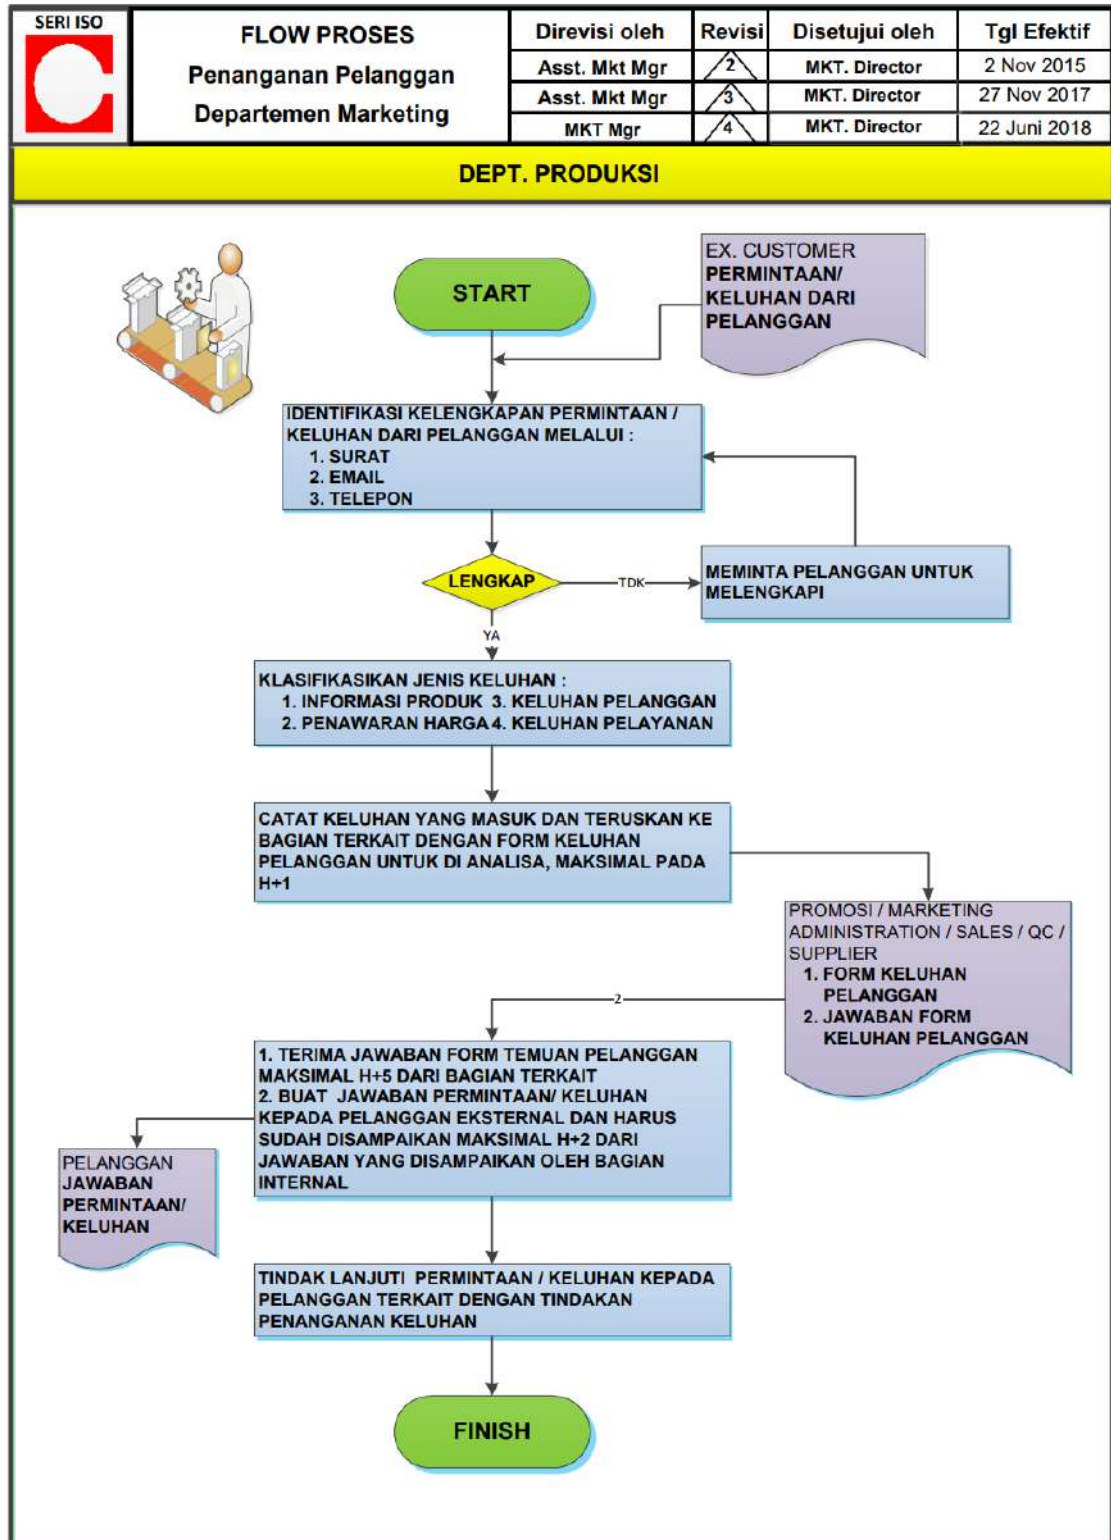 SERI ISO
FLOW PROSES
Penanganan Pelanggan
Departemen Marketing
Direvisi oleh Revisi Disetujui oleh Tgl Efektif
Asst. Mkt Mgr 2 MKT. Director 2 Nov 2015
Asst. Mkt Mgr 3 MKT. Director 27 Nov 2017
MKT Mgr 4 MKT. Director 22 Juni 2018
DEPT. PRODUKSI
START
EX. CUSTOMER
PERMINTAAN/
KELUHAN DARI
PELANGGAN
IDENTIFIKASI KELENGKAPAN PERMINTAAN /
KELUHAN DARI PELANGGAN MELALUI :
1. SURAT
2. EMAIL
3. TELEPON
LENGKAP
TDK
MEMINTA PELANGGAN UNTUK
MELENGKAPI
YA
KLASIFIKASIKAN JENIS KELUHAN :
1. INFORMASI PRODUK 3. KELUHAN PELANGGAN
2. PENAWARAN HARGA 4. KELUHAN PELAYANAN
CATAT KELUHAN YANG MASUK DAN TERUSKAN KE
BAGIAN TERKAIT DENGAN FORM KELUHAN
PELANGGAN UNTUK DI ANALISA, MAKSIMAL PADA
H+1
PROMOSI / MARKETING
ADMINISTRATION / SALES / QC /
SUPPLIER
1. FORM KELUHAN
PELANGGAN
2. JAWABAN FORM
KELUHAN PELANGGAN
2
1. TERIMA JAWABAN FORM TEMUAN PELANGGAN
MAKSIMAL H+5 DARI BAGIAN TERKAIT
2. BUAT JAWABAN PERMINTAAN/ KELUHAN
KEPADA PELANGGAN EKSTERNAL DAN HARUS
SUDAH DISAMPAIKAN MAKSIMAL H+2 DARI
JAWABAN YANG DISAMPAIKAN OLEH BAGIAN
INTERNAL
PELANGGAN
JAWABAN
PERMINTAAN/
KELUHAN
TINDAK LANJUTI PERMINTAAN / KELUHAN KEPADA
PELANGGAN TERKAIT DENGAN TINDAKAN
PENANGANAN KELUHAN
FINISH